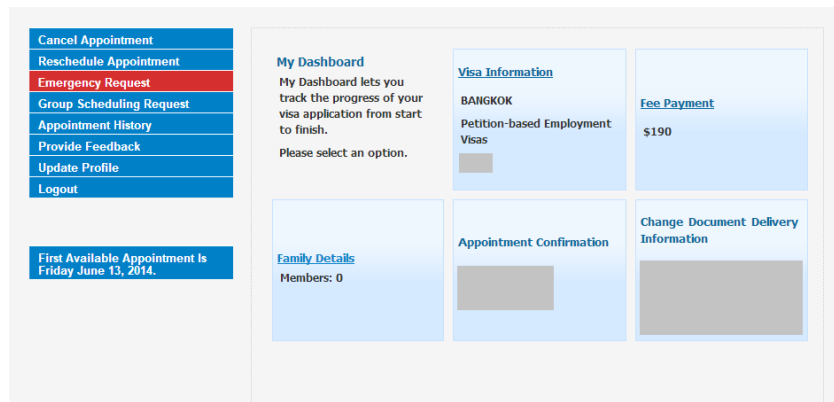 Cancel Appointment
Reschedule Appointment
Emergency Request
Group Scheduling Request
Appointment History
Provide Feedback
Update Profile
Logout
First Available Appointment Is
Friday June 13, 2014.
My Dashboard
My Dashboard lets you
track the progress of your
visa application from start
to finish.
Please select an option.
Visa Information
BANGKOK
Petition-based Employment
Visas
Fee Payment
$190
Family Details
Members: 0
Appointment Confirmation
Change Document Delivery
Information